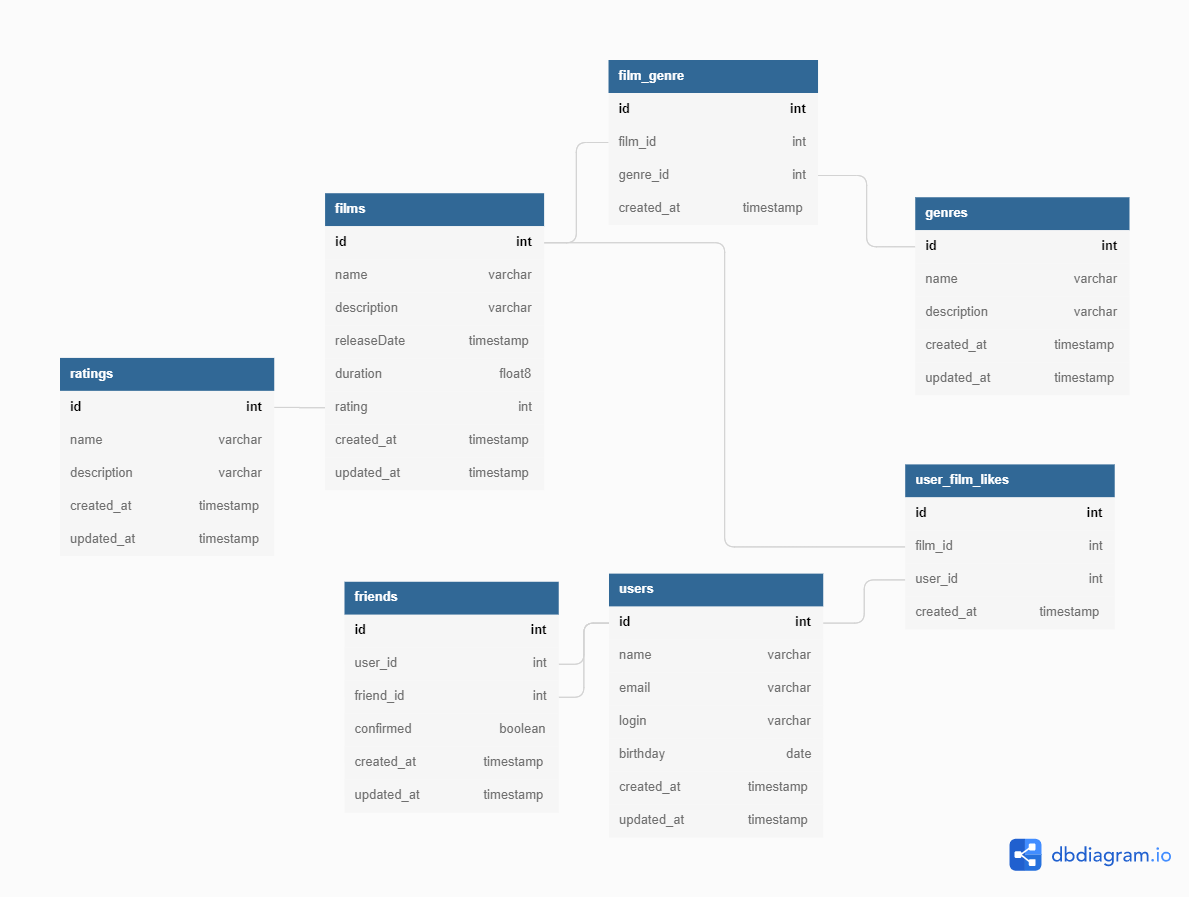 film_genre
id int
film_id int
genre_id int
created_at timestamp
films
id int
name varchar
description varchar
releaseDate timestamp
duration float8
rating int
created_at timestamp
updated_at timestamp
genres
id int
name varchar
description varchar
created_at timestamp
updated_at timestamp
ratings
id int
name varchar
description varchar
created_at timestamp
updated_at timestamp
user_film_likes
id int
film_id int
user_id int
created_at timestamp
friends
id int
user_id int
friend_id int
confirmed boolean
created_at timestamp
updated_at timestamp
users
id int
name varchar
email varchar
login varchar
birthday date
created_at timestamp
updated_at timestamp
dbdiagram.io